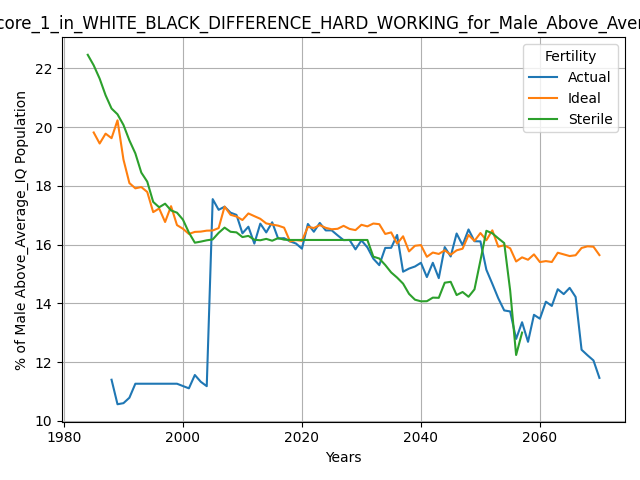 core_1_in_WHITE_BLACK_DIFFERENCE_HARD_WORKING_for_Male_Above_Aver
Fertility
Actual
Ideal
Sterile
22
20
18
16
14
12
10
% of Male Above_Average_IQ Population
1980
2000
2020
2040
2060
Years